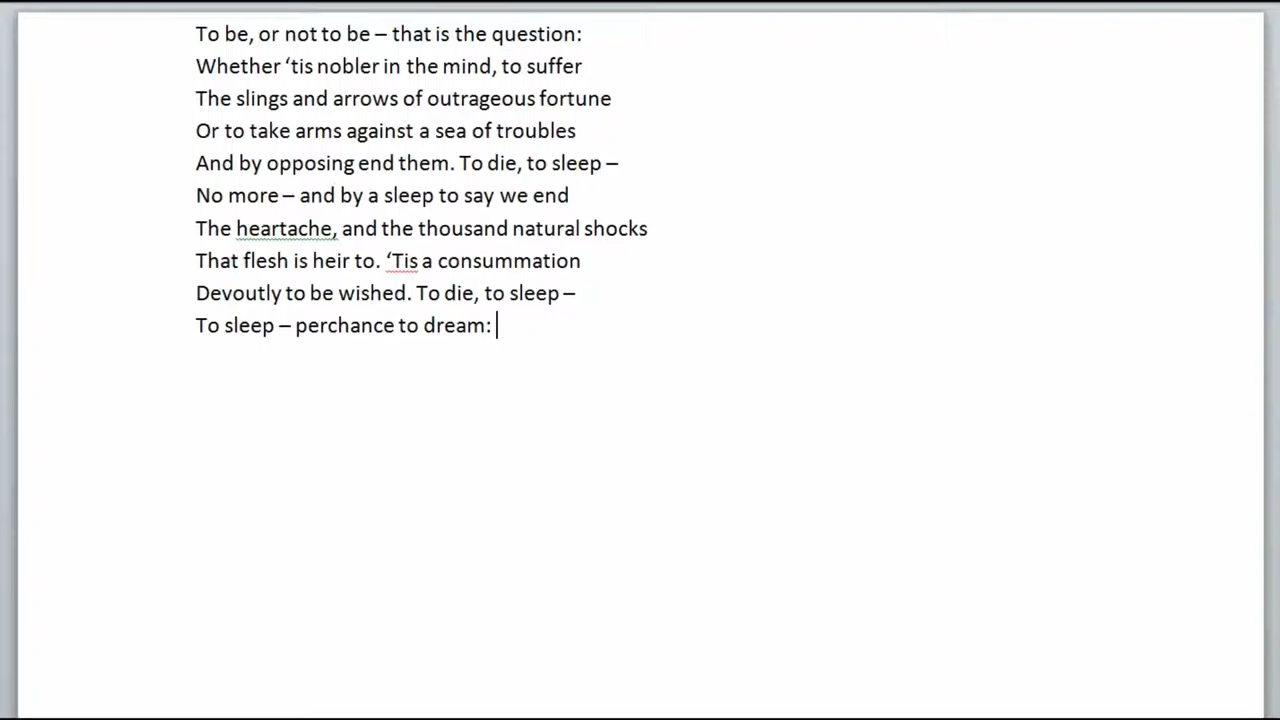 To be, or not to be – that is the question:
Whether ‘tis nobler in the mind, to suffer
The slings and arrows of outrageous fortune
Or to take arms against a sea of troubles
And by opposing end them. To die, to sleep –
No more – and by a sleep to say we end
The heartache, and the thousand natural shocks
That flesh is heir to. ‘Tis a consummation
Devoutly to be wished. To die, to sleep –
To sleep – perchance to dream: